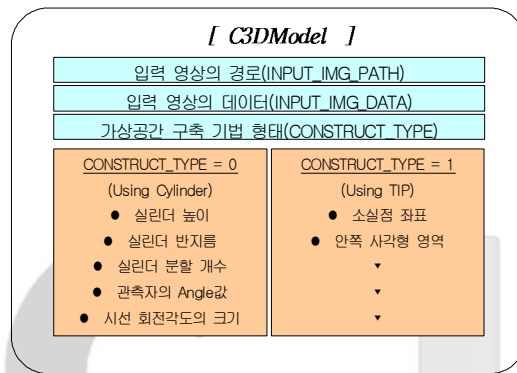 [ C3DModel ]
입력 영상의 경로(INPUT_IMG_PATH)
입력 영상의 데이터(INPUT_IMG_DATA)
가상공간 구축 기법 형태(CONSTRUCT_TYPE)
CONSTRUCT_TYPE = 0
(Using Cylinder)
● 실린더 높이
● 실린더 반지름
● 실린더 분할 개수
● 관측자의 Angle값
● 시선 회전각도의 크기
CONSTRUCT_TYPE = 1
(Using TIP)
● 소실점 좌표
● 안쪽 사각형 영역